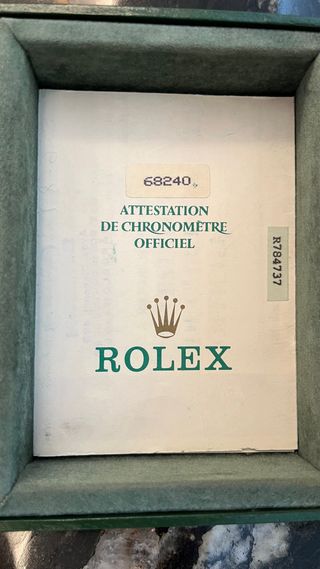 68240
ATTESTATION
DE CHRONOMÈTRE
OFFICIEL
R784737
ROLEX